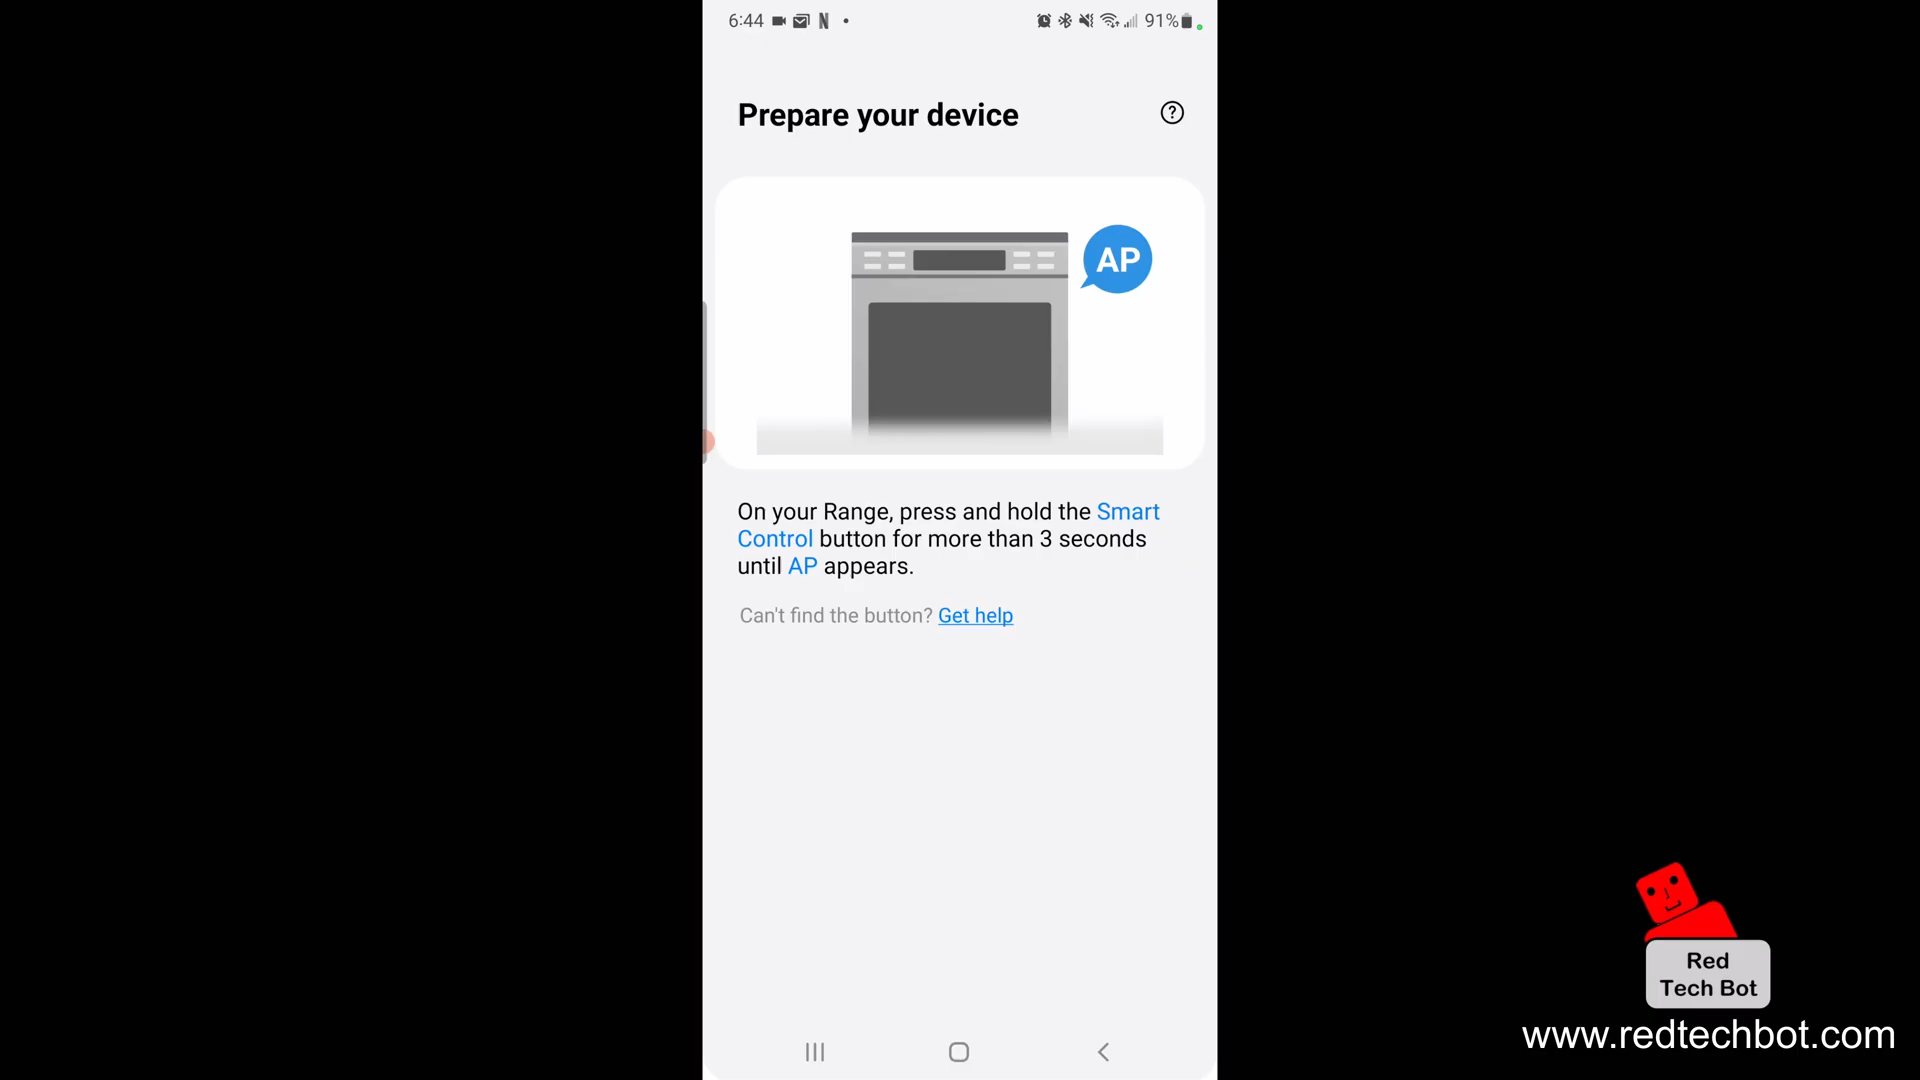 6:44
91%
Prepare your device
AP
On your Range, press and hold the Smart
Control button for more than 3 seconds
until AP appears.
Can't find the button? Get help
Red
Tech Bot
www.redtechbot.com